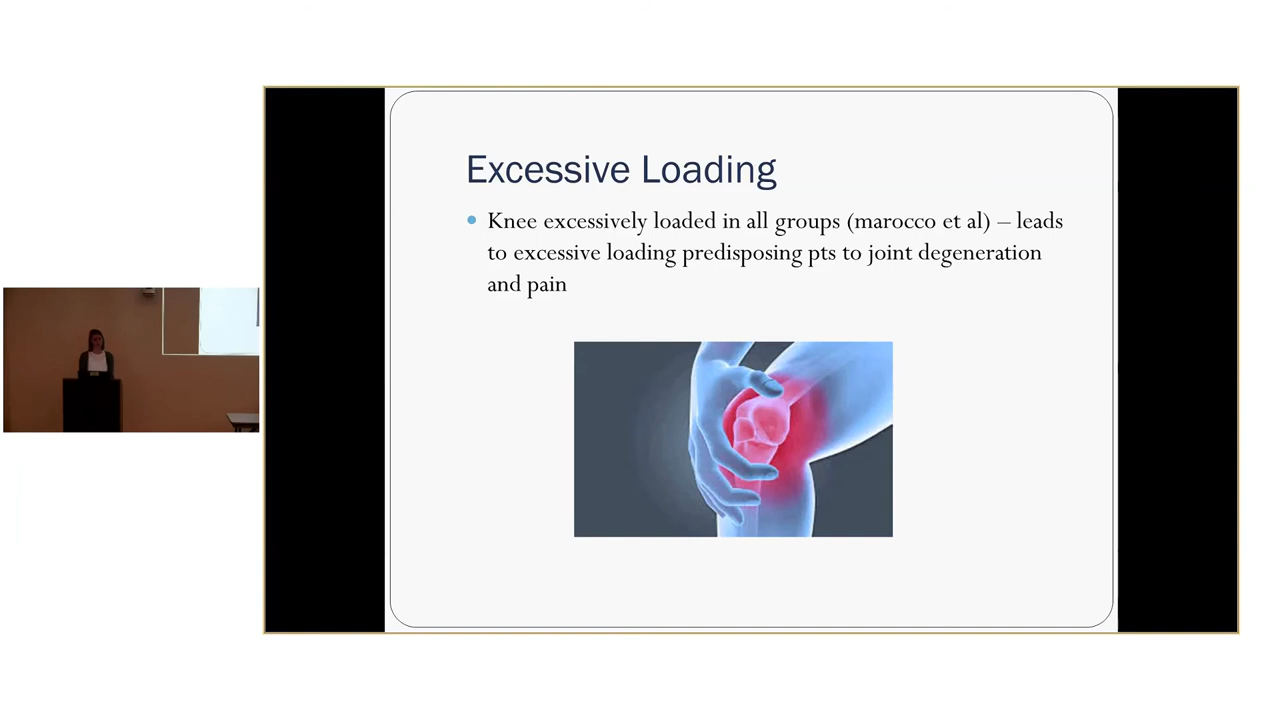 Excessive Loading
Knee excessively loaded in all groups (marocco et al) – leads
to excessive loading predisposing pts to joint degeneration
and pain